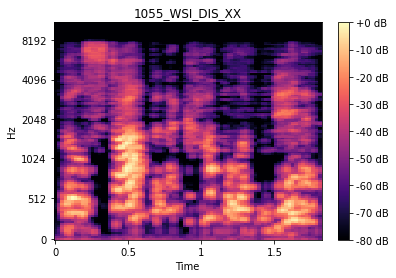 1055_WSI_DIS_XX
8192
4096
2048
1024
512
0
Hz
0
0.5
1
1.5
Time
+0 dB
-10 dB
-20 dB
-30 dB
-40 dB
-50 dB
-60 dB
-70 dB
-80 dB